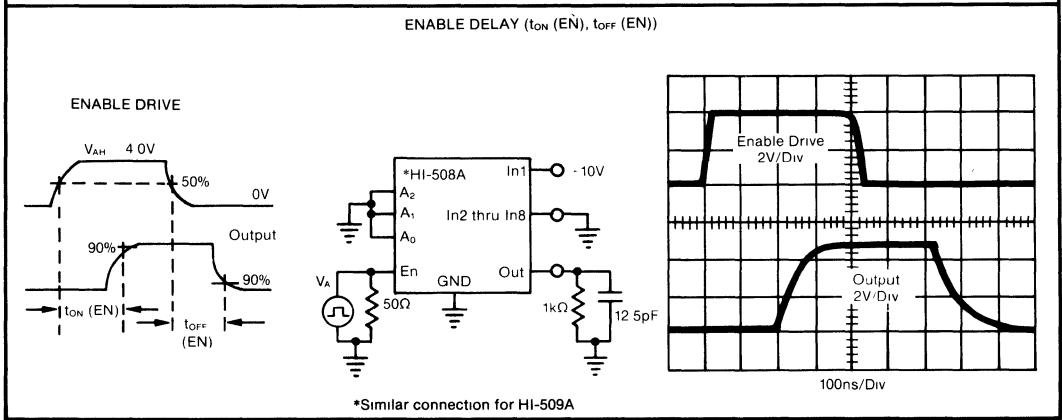 ENABLE DELAY (tON (EN), tOFF (EN))
ENABLE DRIVE
VAH 4 0V
50%
0V
Output
90%
90%
tON (EN)
tOFF
(EN)
*HI-508A
A2
A1
A0
En
GND
In1
In2 thru In8
Out
- 10V
VA
50Ω
1kΩ
12 5pF
*Similar connection for HI-509A
Enable Drive
2V/Div
Output
2V/Div
100ns/Div